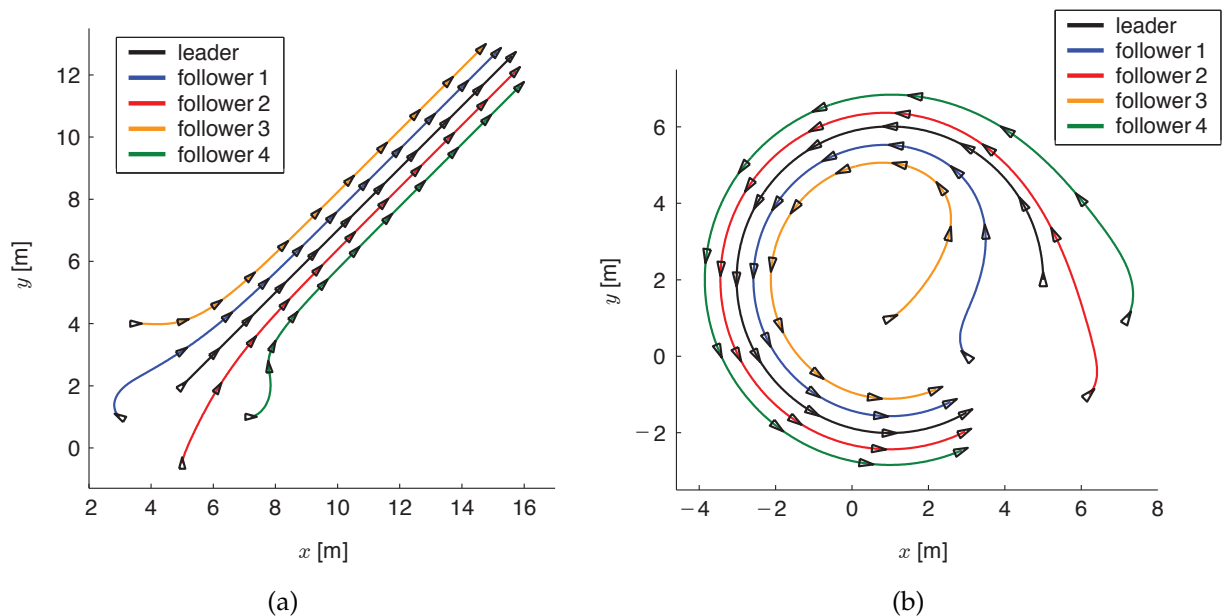 leader
follower 1
follower 2
follower 3
follower 4
12
10
8
6
4
2
0
y [m]
2 4 6 8 10 12 14 16
x [m]
(a)
leader
follower 1
follower 2
follower 3
follower 4
6
4
2
0
−2
y [m]
−4 −2 0 2 4 6 8
x [m]
(b)